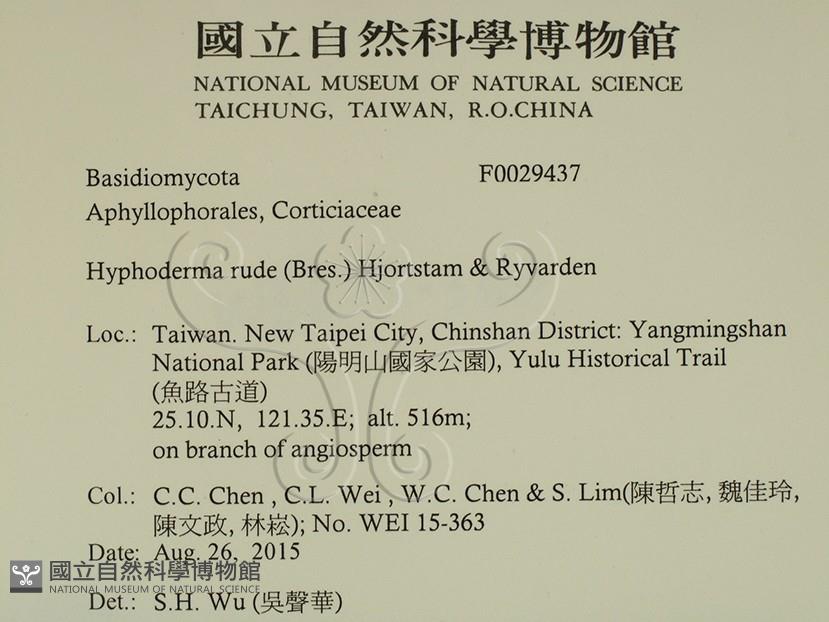 國立自然科學博物館
NATIONAL MUSEUM OF NATURAL SCIENCE
TAICHUNG, TAIWAN, R.O.CHINA
Basidiomycota F0029437
Aphyllophorales, Corticiaceae
Hyphoderma rude (Bres.) Hjortstam & Ryvarden
Loc.: Taiwan. New Taipei City, Chinshan District: Yangmingshan
National Park (陽明山國家公園), Yulu Historical Trail
(魚路古道)
25.10.N, 121.35.E; alt. 516m;
on branch of angiosperm
Col.: C.C. Chen , C.L. Wei , W.C. Chen & S. Lim(陳哲志, 魏佳玲,
陳文政, 林崧); No. WEI 15-363
Date: Aug. 26, 2015
國立自然科學博物館
NATIONAL MUSEUM OF NATURAL SCIENCE
Det.: S.H. Wu (吳聲華)